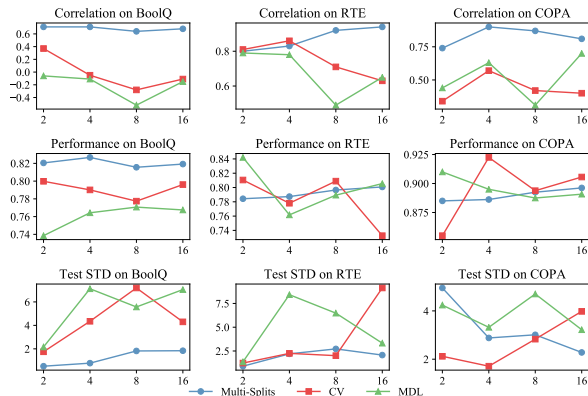 Correlation on BoolQ Correlation on RTE Correlation on COPA
0.6
0.4
0.2
0.0
−0.2
−0.4
2 4 8 16
0.8
0.6
2 4 8 16
0.75
0.50
2 4 8 16
Performance on BoolQ Performance on RTE Performance on COPA
0.82
0.80
0.78
0.76
0.74
2 4 8 16
0.84
0.82
0.80
0.78
0.76
0.74
2 4 8 16
0.925
0.900
0.875
2 4 8 16
Test STD on BoolQ Test STD on RTE Test STD on COPA
6
4
2
2 4 8 16
7.5
5.0
2.5
2 4 8 16
4
2
2 4 8 16
Multi-Splits CV MDL